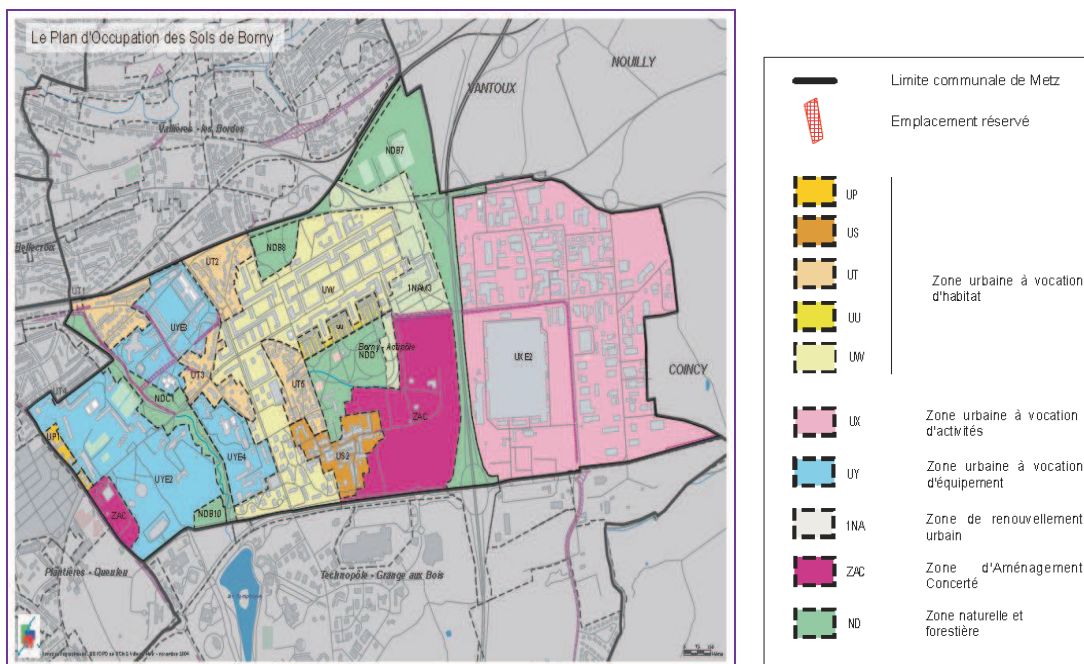 Le Plan d'Occupation des Sols de Borny
NOUILLY
VANTOUX
Vallières - les Bordes
NDB7
Bellecroix
UT2
NDB8
UT1
UW
1NAM3
UYE3
Borny - Actipôle
NDD
UXE2
COINCY
UT3
UT4
UT5
NDC1
ZAC
UP1
US2
UYE4
UYE2
ZAC
NDB10
Plantières - Queuleu
Technopôle - Grange aux Bois
Limite communale de Metz
Emplacement réservé
UP
US
UT
UU
UW
Zone urbaine à vocation
d'habitat
UX
Zone urbaine à vocation
d'activités
UY
Zone urbaine à vocation
d'équipement
1NA
Zone de renouvellement
urbain
ZAC
Zone d'Aménagement
Concerté
ND
Zone naturelle et
forestière